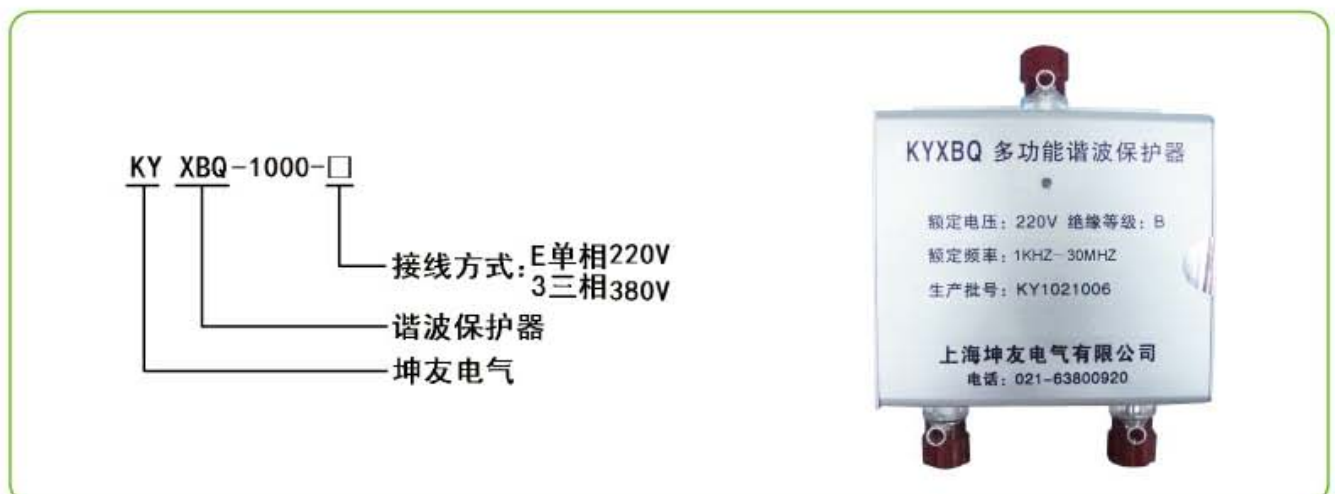 KY XBQ-1000-□
接线方式：E单相220V
3三相380V
谐波保护器
坤友电气
KYXBQ 多功能谐波保护器
额定电压：220V 绝缘等级：B
额定频率：1KHZ-30MHZ
生产批号：KY1021006
上海坤友电气有限公司
电话：021-63800920